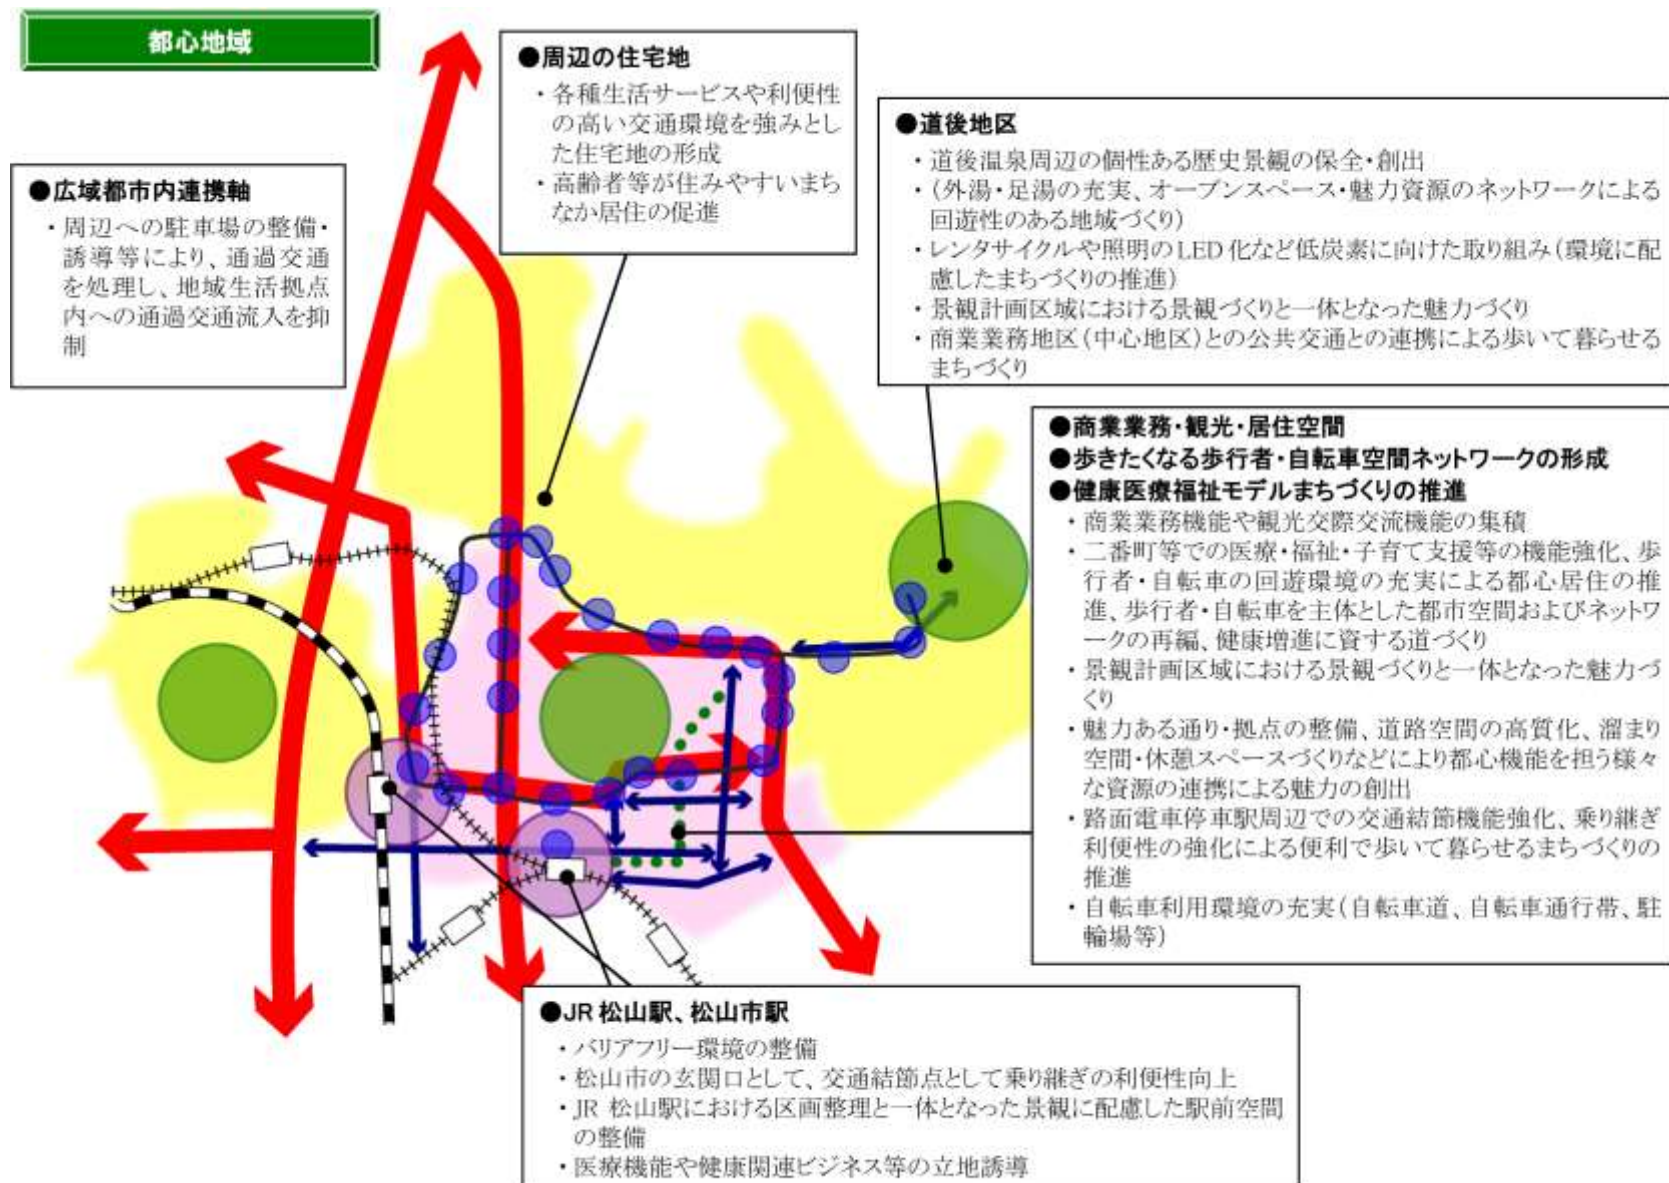 都心地域
●広域都市内連携軸
・周辺への駐車場の整備・
誘導等により、通過交通
を処理し、地域生活拠点
内への通過交通流入を抑
制
●周辺の住宅地
・各種生活サービスや利便性
の高い交通環境を強みとし
た住宅地の形成
・高齢者等が住みやすいまち
なか居住の促進
●道後地区
・道後温泉周辺の個性ある歴史景観の保全・創出
・(外湯・足湯の充実、オープンスペース・魅力資源のネットワークによる
回遊性のある地域づくり)
・レンタサイクルや照明のLED化など低炭素に向けた取り組み(環境に配
慮したまちづくりの推進)
・景観計画区域における景観づくりと一体となった魅力づくり
・商業業務地区(中心地区)との公共交通との連携による歩いて暮らせる
まちづくり
●商業業務・観光・居住空間
●歩きたくなる歩行者・自転車空間ネットワークの形成
●健康医療福祉モデルまちづくりの推進
・商業業務機能や観光交際交流機能の集積
・二番町等での医療・福祉・子育て支援等の機能強化、歩
行者・自転車の回遊環境の充実による都心居住の推
進、歩行者・自転車を主体とした都市空間およびネットワ
ークの再編、健康増進に資する道づくり
・景観計画区域における景観づくりと一体となった魅力づ
くり
・魅力ある通り・拠点の整備、道路空間の高質化、溜まり
空間・休憩スペースづくりなどにより都心機能を担う様々
な資源の連携による魅力の創出
・路面電車停車駅周辺での交通結節機能強化、乗り継ぎ
利便性の強化による便利で歩いて暮らせるまちづくりの
推進
・自転車利用環境の充実(自転車道、自転車通行帯、駐
輪場等)
●JR松山駅、松山市駅
・バリアフリー環境の整備
・松山市の玄関口として、交通結節点として乗り継ぎの利便性向上
・JR 松山駅における区画整理と一体となった景観に配慮した駅前空間
の整備
・医療機能や健康関連ビジネス等の立地誘導